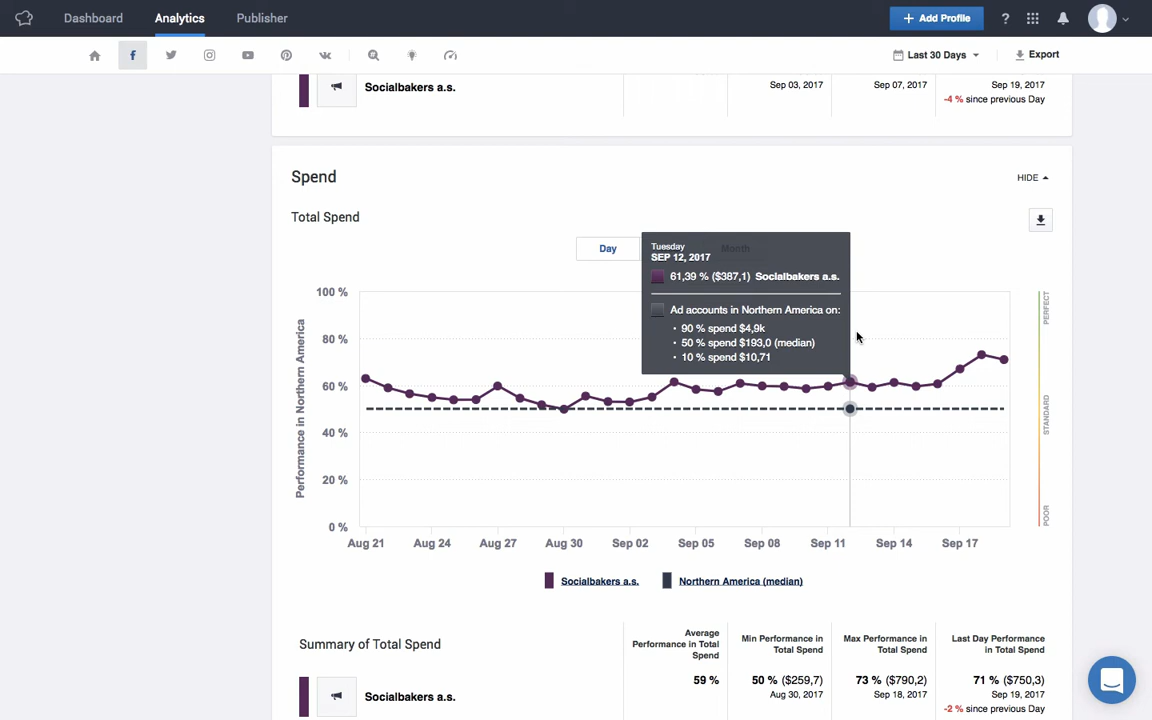 Dashboard
Analytics
Publisher
Add Profile
?
Last 30 Days
Export
Socialbakers a.s.
Sep 03, 2017
Sep 07, 2017
Sep 19, 2017
-4 % since previous Day
Spend
HIDE
Total Spend
Day
Month
Tuesday
SEP 12, 2017
61,39 % ($387,1) Socialbakers a.s.
Ad accounts in Northern America on:
• 90 % spend $4,9k
• 50 % spend $193,0 (median)
• 10 % spend $10,71
Performance in Northern America
100 %
80 %
60 %
40 %
20 %
0 %
PERFECT
STANDARD
POOR
Aug 21
Aug 24
Aug 27
Aug 30
Sep 02
Sep 05
Sep 08
Sep 11
Sep 14
Sep 17
Socialbakers a.s.
Northern America (median)
Summary of Total Spend
Average
Performance in Total
Spend
Min Performance in
Total Spend
Max Performance in
Total Spend
Last Day Performance
in Total Spend
Socialbakers a.s.
59 %
50 % ($259,7)
Aug 30, 2017
73 % ($790,2)
Sep 18, 2017
71 % ($750,3)
Sep 19, 2017
-2 % since previous Day